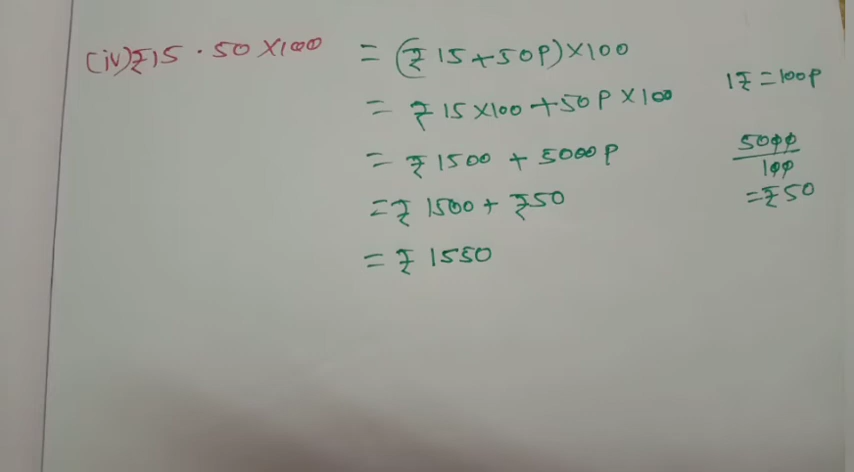 (iv) ₹15.50 × 100 = (₹15+50P)×100
= ₹15×100+50P×100
1₹=100P
= ₹1500 + 5000P
5000/100
=₹1500+ ₹50
=₹50
= ₹1550